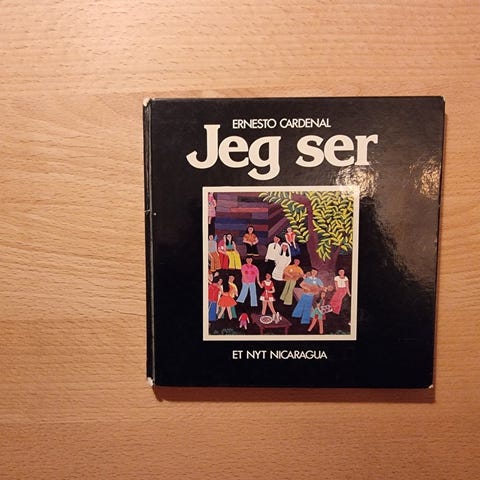 ERNESTO CARDENAL
Jeg ser
ET NYT NICARAGUA